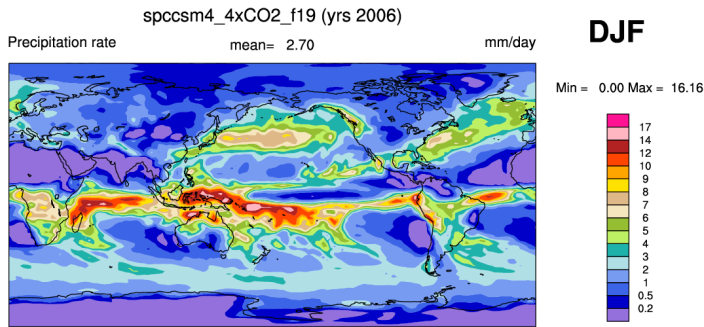 spccsm4_4xCO2_f19 (yrs 2006)
DJF
Precipitation rate
mean= 2.70
mm/day
Min = 0.00 Max = 16.16
17
14
12
10
9
8
7
6
5
4
3
2
1
0.5
0.2